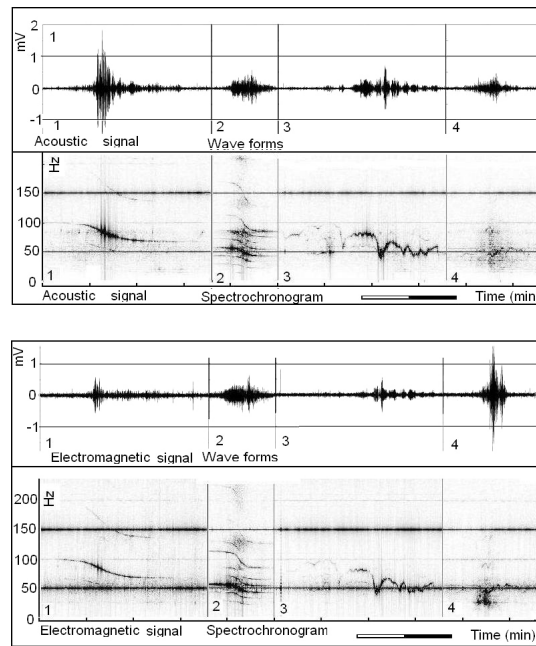 2
mV
1
0
-1
1
1 2 3 4
Acoustic signal Wave forms
Hz
150
100
50
0
1 2 3 4
Acoustic signal Spectrochronogram Time (min)
mV
1
0
-1
1 2 3 4
Electromagnetic signal Wave forms
Hz
200
150
100
50
0
1 2 3 4
Electromagnetic signal Spectrochronogram Time (min)